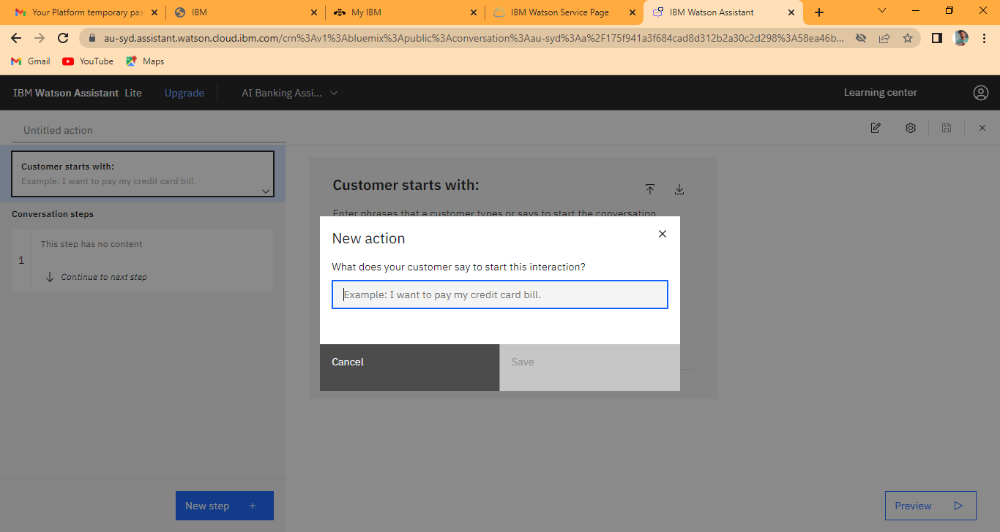 Your Platform temporary pas
IBM
My IBM
IBM Watson Service Page
IBM Watson Assistant
au-syd.assistant.watson.cloud.ibm.com/crn%3Av1%3Abluemix%3Apublic%3Aconversation%3Aau-syd%3Aa%2F175f941a3f684cad8d312b2a30c2d298%3A58ea46b...
Gmail
YouTube
Maps
IBM Watson Assistant Lite
Upgrade
AI Banking Assi...
Learning center
Untitled action
Customer starts with:
Example: I want to pay my credit card bill.
Conversation steps
1
This step has no content
Continue to next step
New step +
Customer starts with:
Enter phrases that a customer types or says to start the conversation
New action
What does your customer say to start this interaction?
Example: I want to pay my credit card bill.
Cancel
Save
Preview